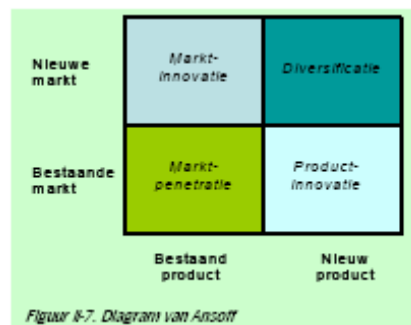 Nieuwe
markt
Markt-
innovatie
Diversificatie
Bestaande
markt
Markt-
penetratie
Product-
innovatie
Bestaand
product
Nieuw
product
Figuur II-7. Diagram van Ansoff